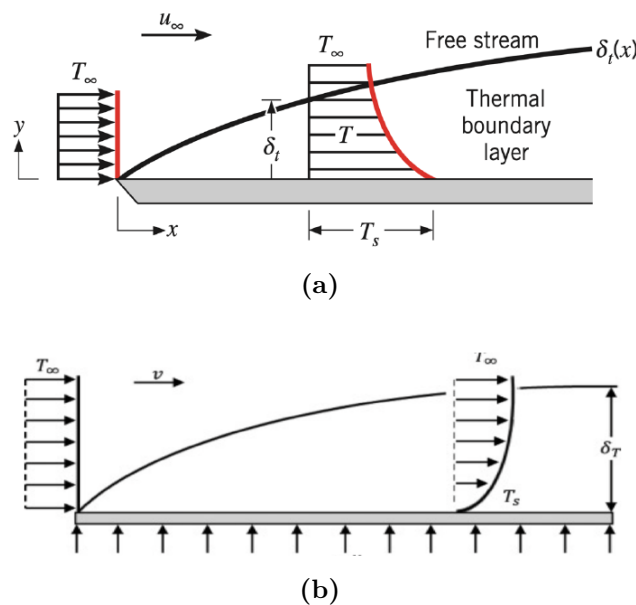 u∞
T∞ T∞ Free stream δt(x)
y δt T Thermal
boundary
layer
x Ts
(a)
T∞ v T∞
δT
Ts
(b)